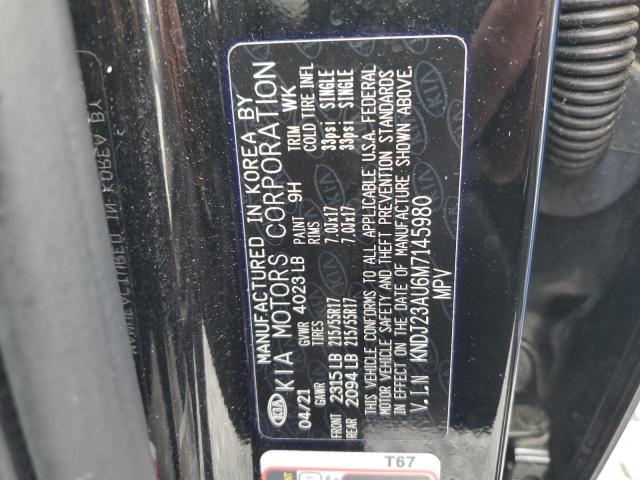 MANUFACTURED IN KOREA BY
KIA KIA MOTORS CORPORATION
04/21 GVWR 4023 LB PAINT 9H TRIM WK
GAWR TIRES RIMS COLD TIRE INFL
FRONT 2315 LB 215/55R17 7.0Jx17 33psi SINGLE
REAR 2094 LB 215/55R17 7.0Jx17 33psi SINGLE
THIS VEHICLE CONFORMS TO ALL APPLICABLE U.S.A. FEDERAL
MOTOR VEHICLE SAFETY AND THEFT PREVENTION STANDARDS
IN EFFECT ON THE DATE OF MANUFACTURE SHOWN ABOVE.
V.I.N KNDJ23AU6M7145980
MPV
T67